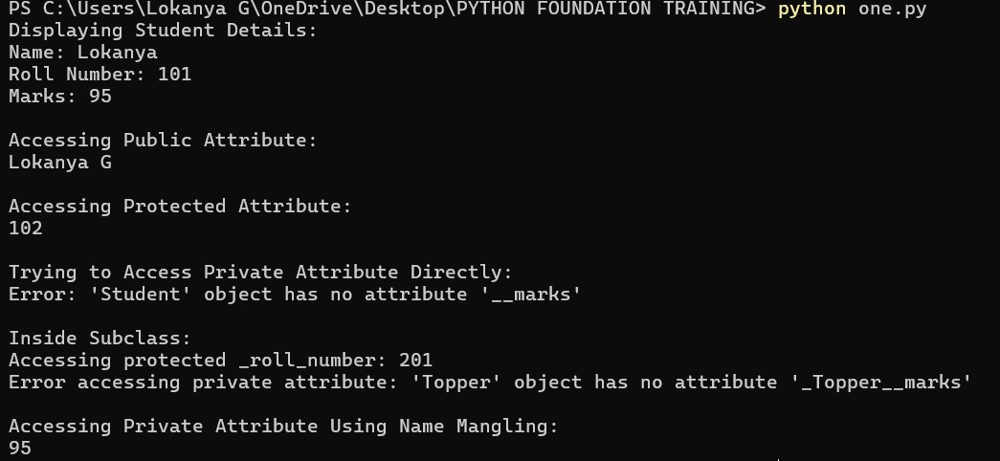 PS C:\Users\Lokanya G\OneDrive\Desktop\PYTHON FOUNDATION TRAINING> python one.py
Displaying Student Details:
Name: Lokanya
Roll Number: 101
Marks: 95

Accessing Public Attribute:
Lokanya G

Accessing Protected Attribute:
102

Trying to Access Private Attribute Directly:
Error: 'Student' object has no attribute '__marks'

Inside Subclass:
Accessing protected _roll_number: 201
Error accessing private attribute: 'Topper' object has no attribute '_Topper__marks'

Accessing Private Attribute Using Name Mangling:
95